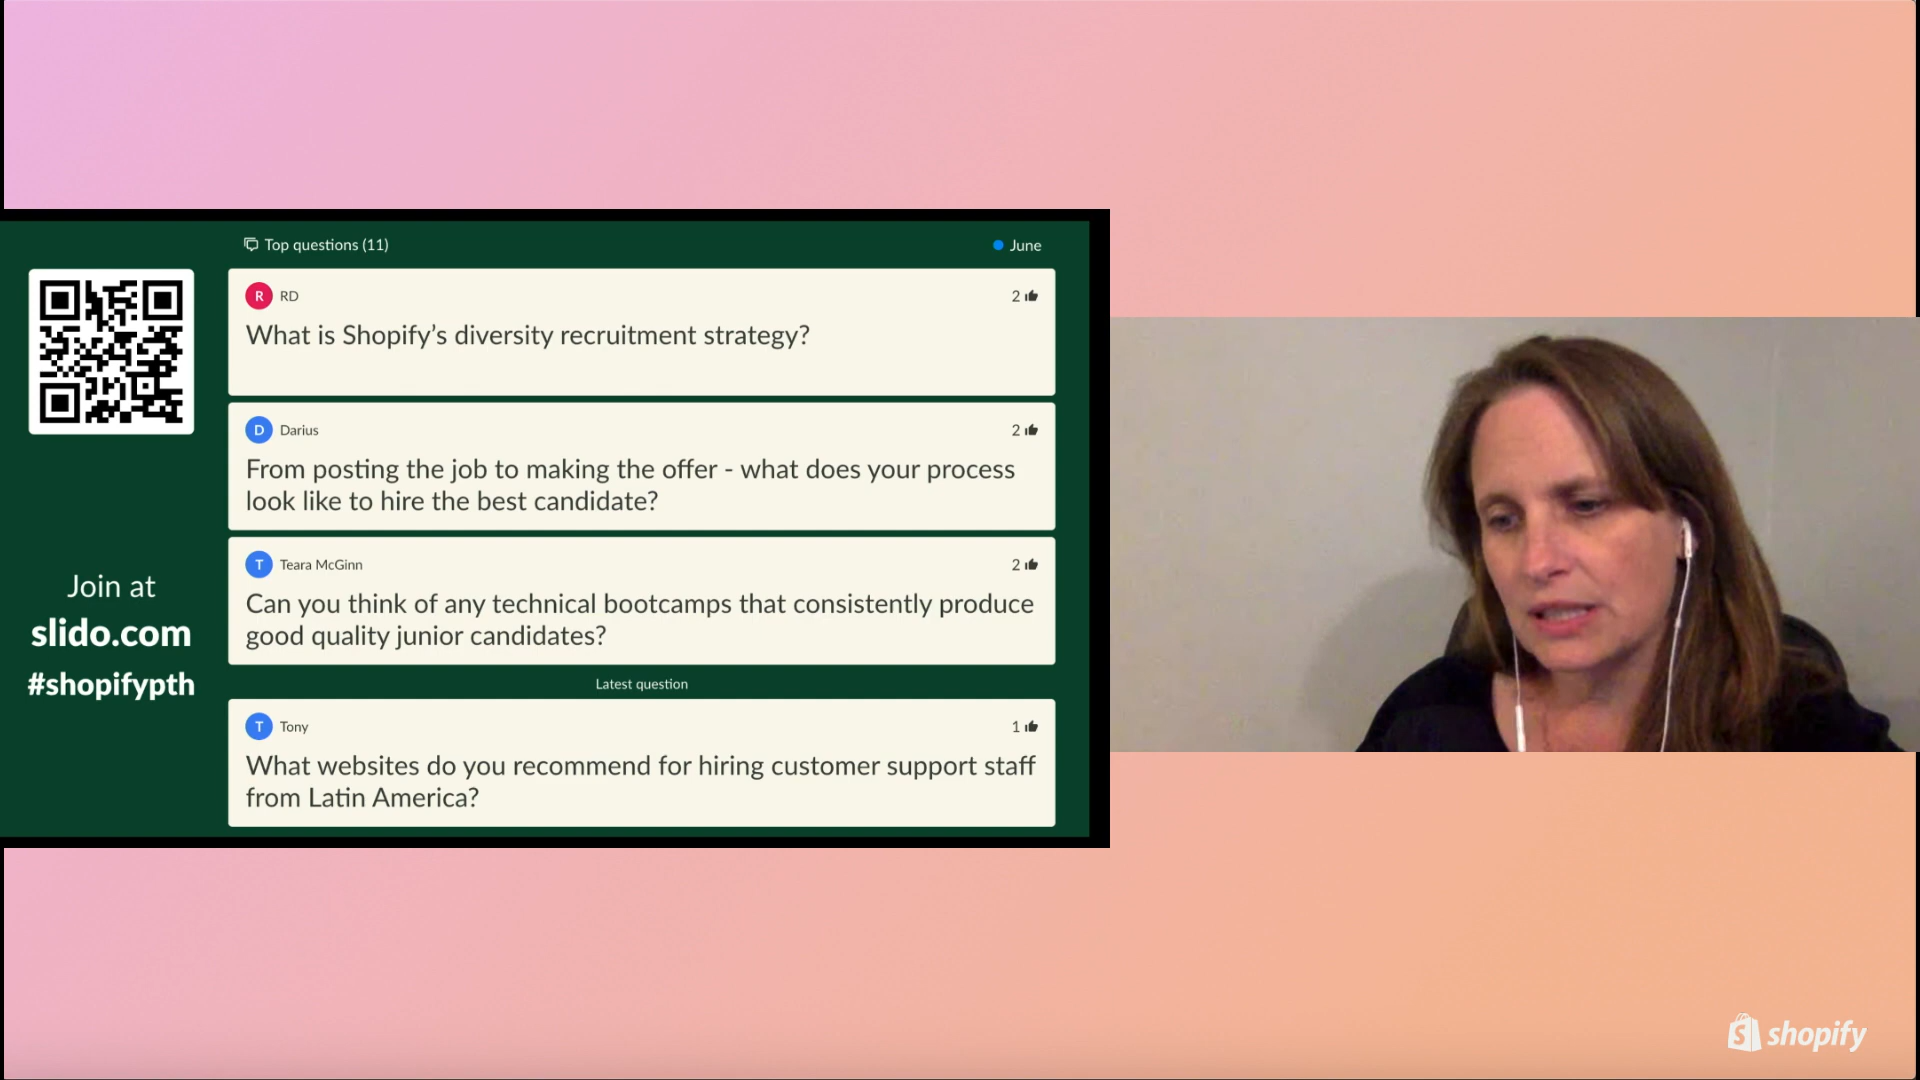 Top questions (11)
June
R RD
2
What is Shopify’s diversity recruitment strategy?
D Darius
2
From posting the job to making the offer - what does your process
look like to hire the best candidate?
T Teara McGinn
2
Can you think of any technical bootcamps that consistently produce
good quality junior candidates?
Latest question
T Tony
1
What websites do you recommend for hiring customer support staff
from Latin America?
Join at
slido.com
#shopifypth
shopify